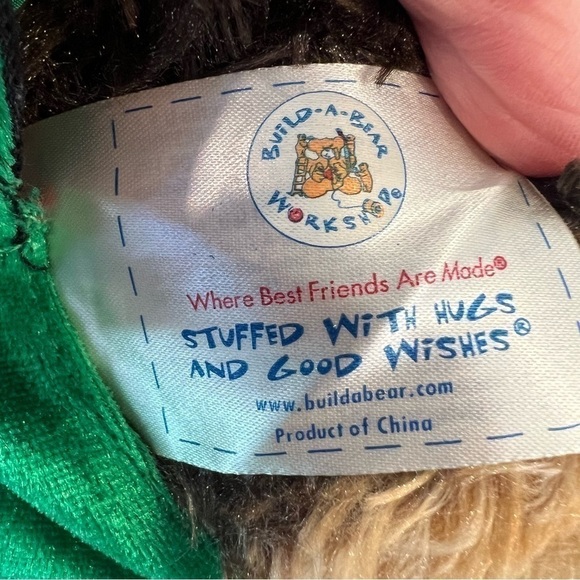 BUILD-A-BEAR
WORKSHOP®
Where Best Friends Are Made®
STUFFED WITH HUGS
AND GOOD WISHES®
www.buildabear.com
Product of China